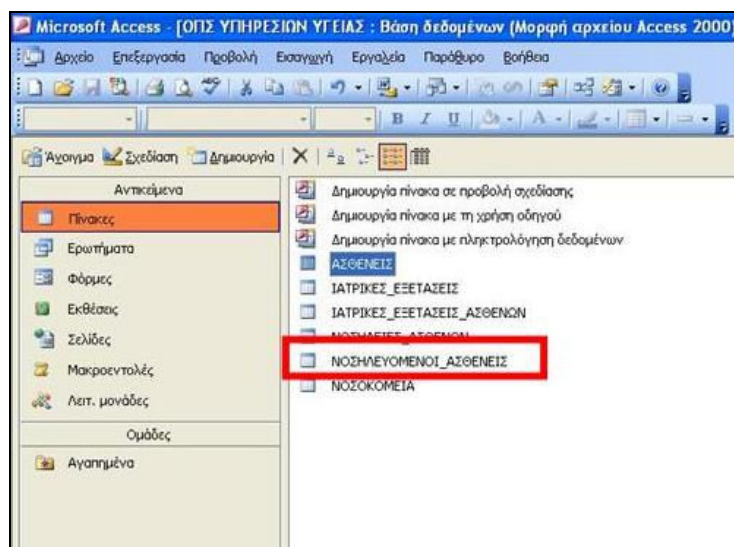 Microsoft Access - [ΟΠΣ ΥΠΗΡΕΣΙΩΝ ΥΓΕΙΑΣ : Βάση δεδομένων (Μορφή αρχείου Access 2000)
Αρχείο Επεξεργασία Προβολή Εισαγωγή Εργαλεία Παράθυρο Βοήθεια
B I U A
Άνοιγμα Σχεδίαση Δημιουργία
Αντικείμενα
Πίνακες
Ερωτήματα
Φόρμες
Εκθέσεις
Σελίδες
Μακροεντολές
Λειτ. μονάδες
Ομάδες
Αγαπημένα
Δημιουργία πίνακα σε προβολή σχεδίασης
Δημιουργία πίνακα με τη χρήση οδηγού
Δημιουργία πίνακα με πληκτρολόγηση δεδομένων
ΑΣΘΕΝΕΙΣ
ΙΑΤΡΙΚΕΣ_ΕΞΕΤΑΣΕΙΣ
ΙΑΤΡΙΚΕΣ_ΕΞΕΤΑΣΕΙΣ_ΑΣΘΕΝΩΝ
ΝΟΣΗΛΕΙΕΣ_ΑΣΘΕΝΩΝ
ΝΟΣΗΛΕΥΟΜΕΝΟΙ_ΑΣΘΕΝΕΙΣ
ΝΟΣΟΚΟΜΕΙΑ